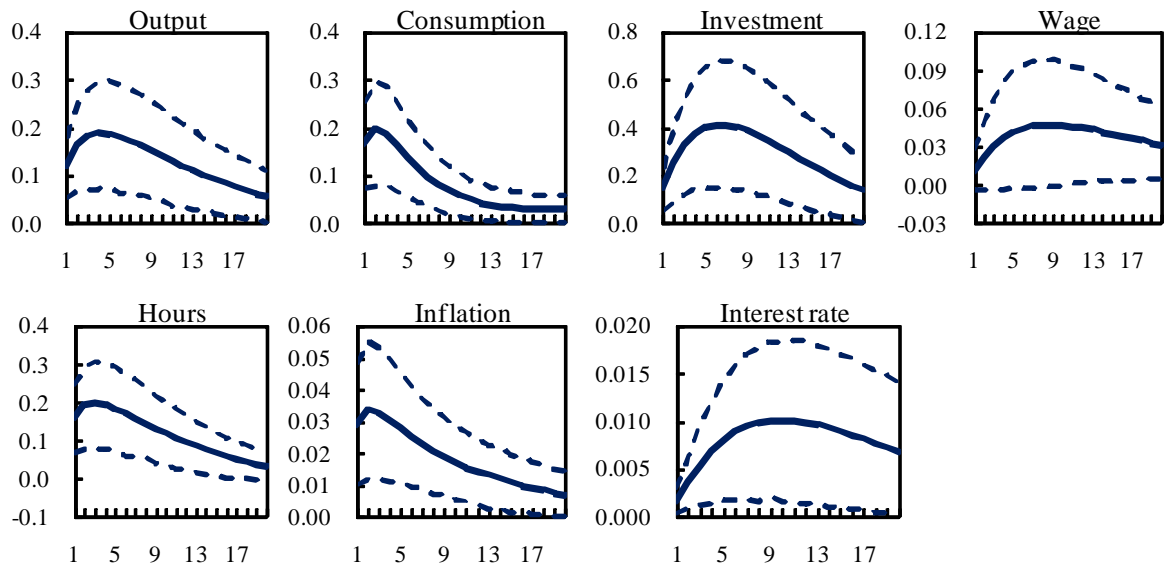 Output Consumption Investment Wage
0.4 0.4 0.8 0.12
0.3 0.3 0.6 0.09
0.2 0.2 0.4 0.06
0.03
0.1 0.1 0.2 0.00
0.0 0.0 0.0 -0.03
1 5 9 13 17 1 5 9 13 17 1 5 9 13 17 1 5 9 13 17
Hours Inflation Interest rate
0.4 0.06 0.020
0.3 0.05 0.015
0.2 0.04
0.03 0.010
0.1 0.02 0.005
0.0 0.01
-0.1 0.00 0.000
1 5 9 13 17 1 5 9 13 17 1 5 9 13 17